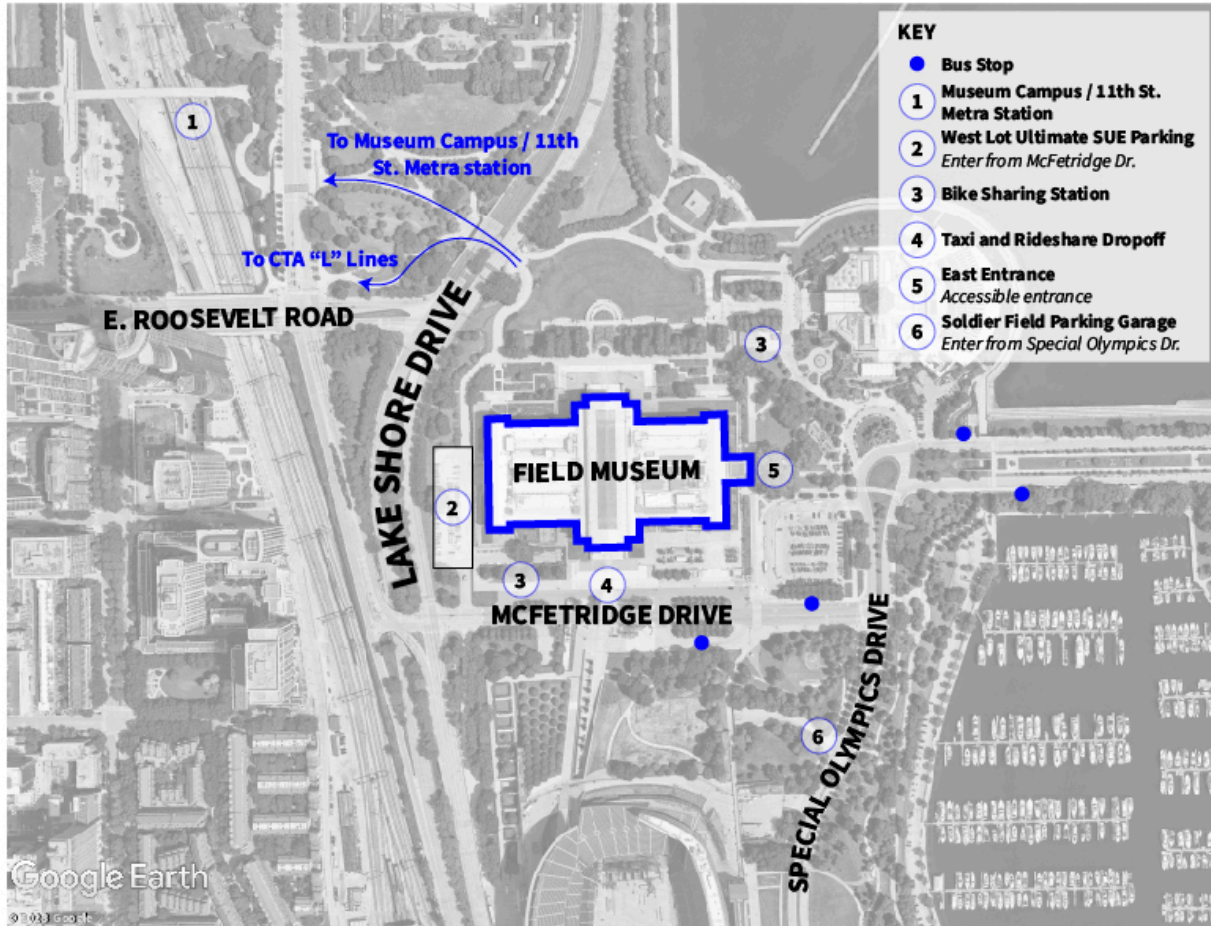 KEY
Bus Stop
1
Museum Campus / 11th St.
Metra Station
2
West Lot Ultimate SUE Parking
Enter from McFetridge Dr.
3
Bike Sharing Station
4
Taxi and Rideshare Dropoff
5
East Entrance
Accessible entrance
6
Soldier Field Parking Garage
Enter from Special Olympics Dr.
1
To Museum Campus / 11th
St. Metra station
To CTA “L” Lines
E. ROOSEVELT ROAD
LAKE SHORE DRIVE
3
FIELD MUSEUM
5
2
3
4
MCFETRIDGE DRIVE
6
SPECIAL OLYMPICS DRIVE
Google Earth